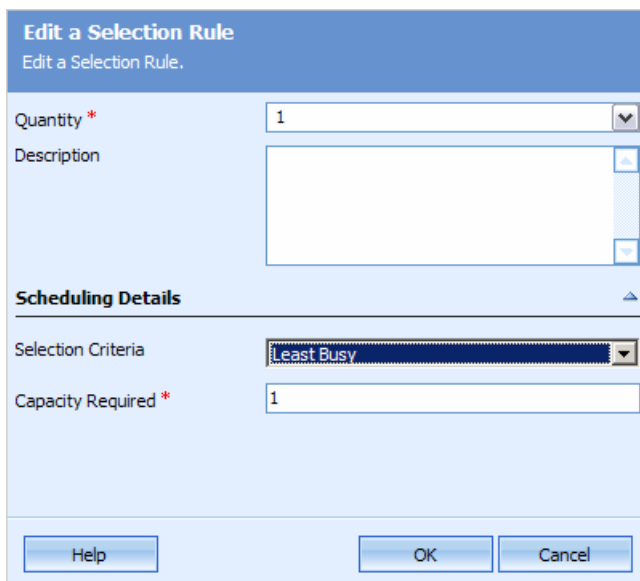 Edit a Selection Rule
Edit a Selection Rule.
Quantity *
1
Description
Scheduling Details
Selection Criteria
Least Busy
Capacity Required *
1
Help
OK
Cancel